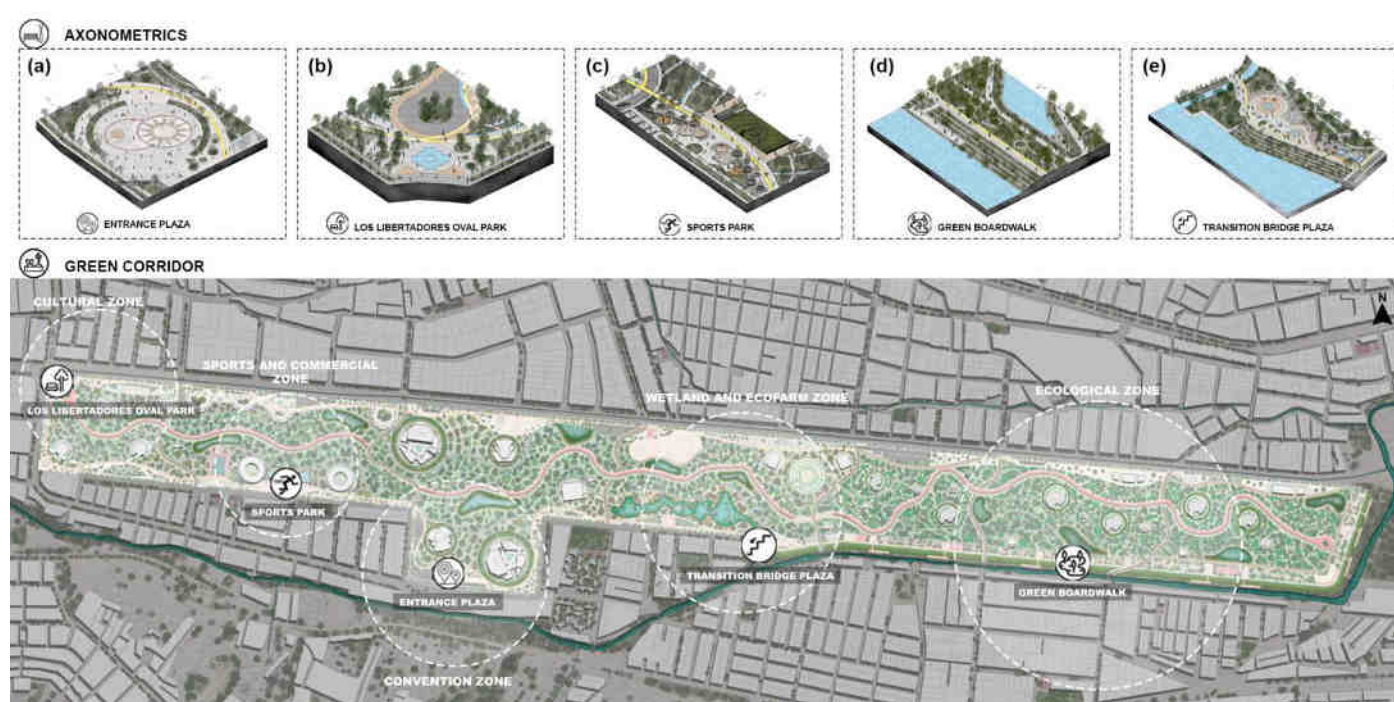 AXONOMETRICS
(a)
(b)
(c)
(d)
(e)
ENTRANCE PLAZA
LOS LIBERTADORES OVAL PARK
SPORTS PARK
GREEN BOARDWALK
TRANSITION BRIDGE PLAZA
GREEN CORRIDOR
N
CULTURAL ZONE
SPORTS AND COMMERCIAL
ZONE
WETLAND AND ECOFARM ZONE
ECOLOGICAL ZONE
LOS LIBERTADORES OVAL PARK
SPORTS PARK
TRANSITION BRIDGE PLAZA
GREEN BOARDWALK
ENTRANCE PLAZA
CONVENTION ZONE